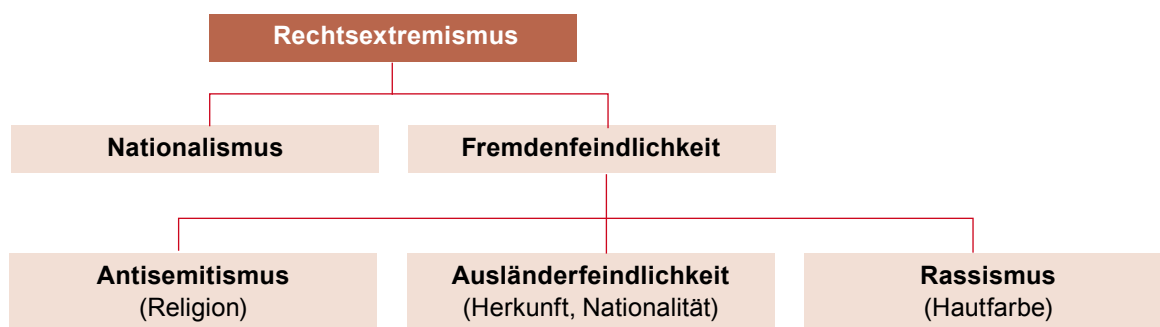 Rechtsextremismus
Nationalismus
Fremdenfeindlichkeit
Antisemitismus
(Religion)
Ausländerfeindlichkeit
(Herkunft, Nationalität)
Rassismus
(Hautfarbe)